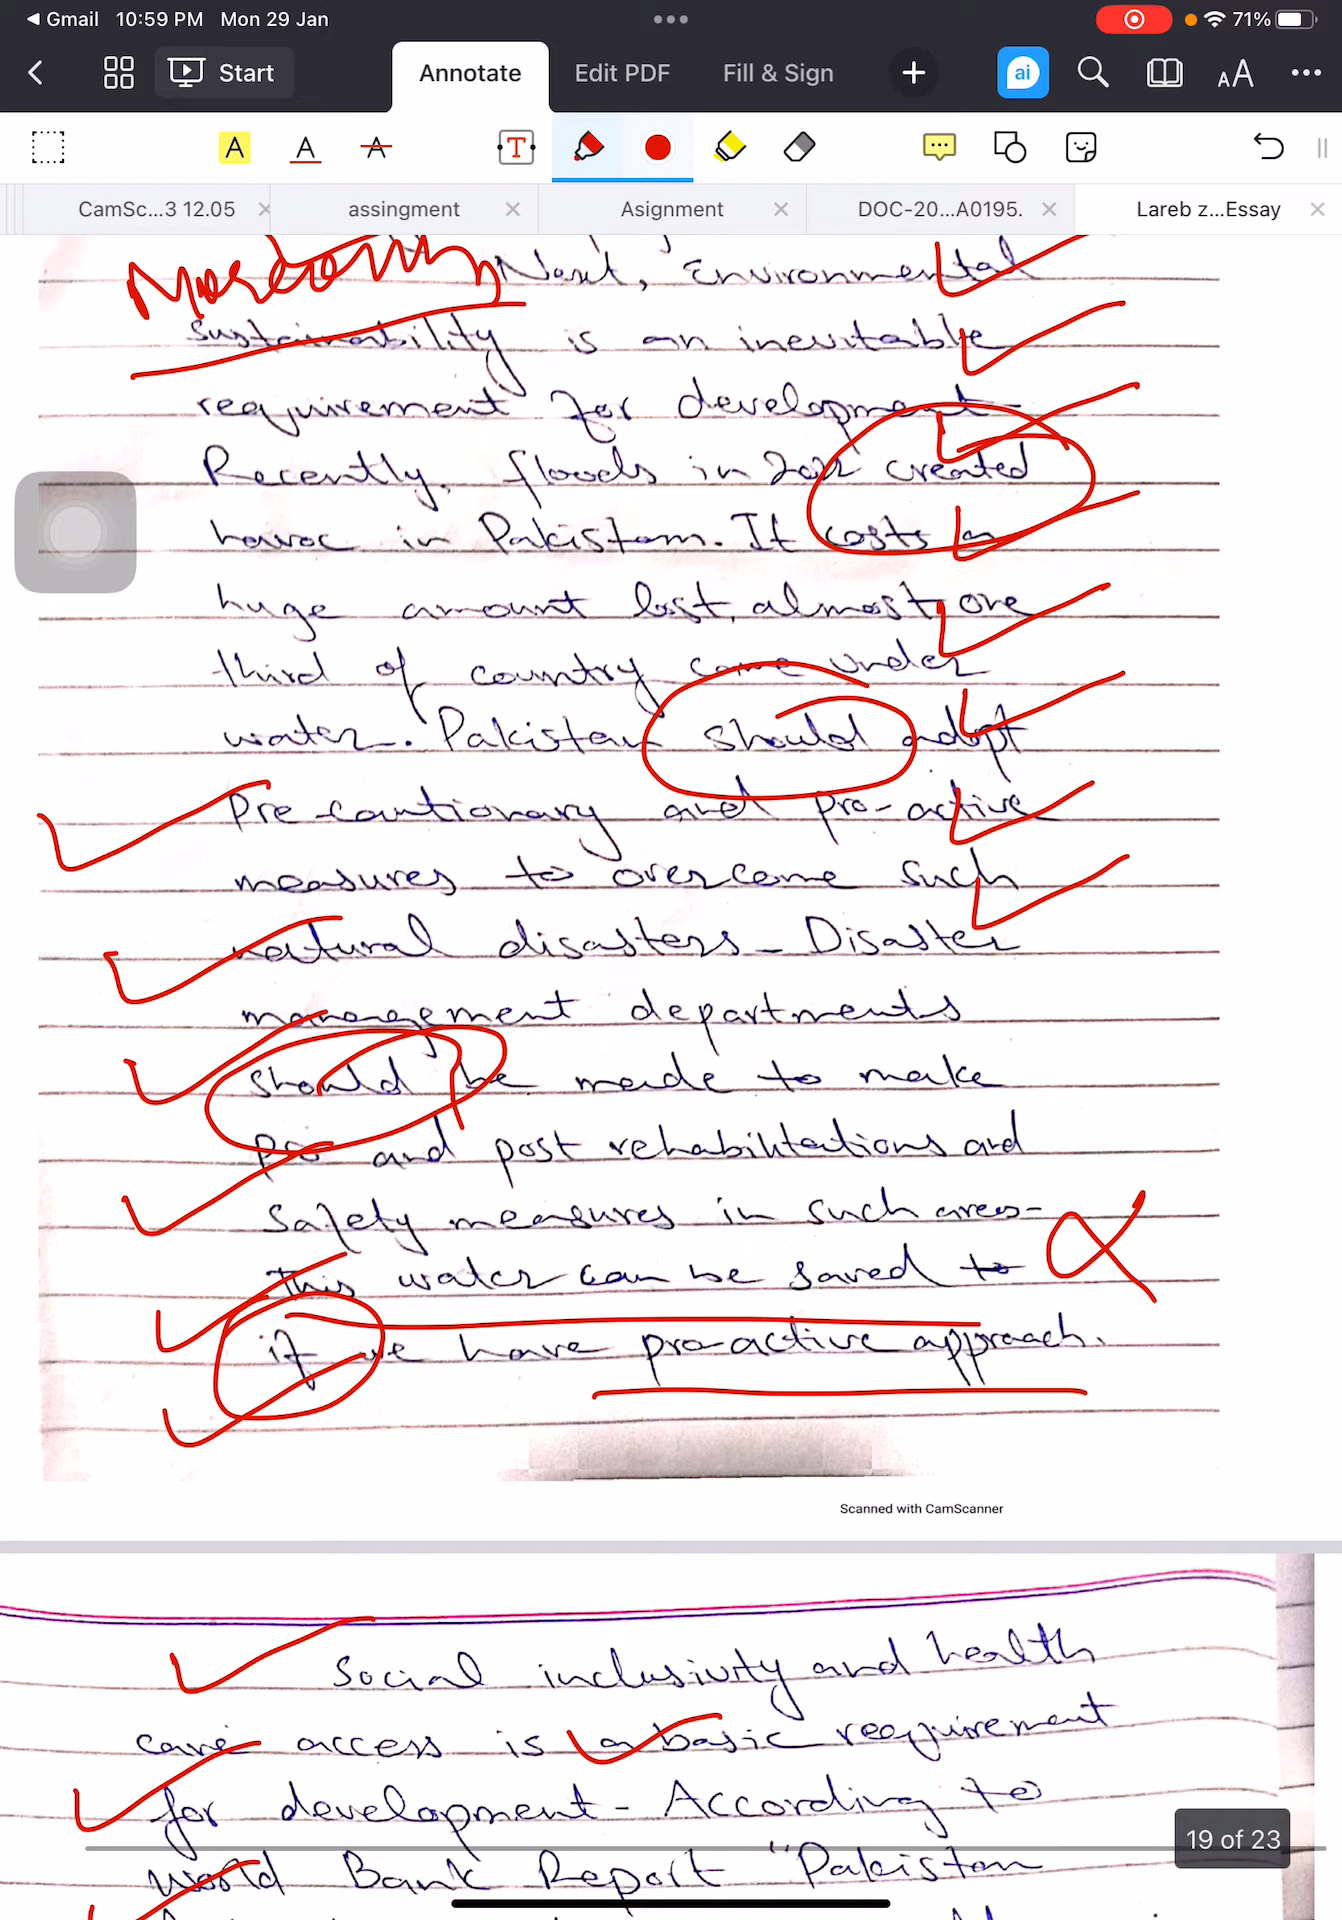 Gmail 10:59 PM Mon 29 Jan 71%
Start Annotate Edit PDF Fill & Sign ai AA
A A A T
CamSc...3 12.05 assingment Asignment DOC-20...A0195. Lareb z...Essay
Next, Environmental
sustainability is an inevitable
requirement for development
Recently, floods in 2022 created
havoc in Pakistan. It costs a
huge amount lost, almost one
third of country came under
water. Pakistan should adopt
Pre-cautionary and pro-active
measures to overcome such
natural disasters - Disaster
management departments
should be made to make
pre and post rehabilitations and
Safety measures in such areas -
This water can be saved to
if we have pro-active approach.
Scanned with CamScanner
Social inclusivity and health
care access is a basic requirement
for development - According to
World Bank Report "Pakistan
19 of 23